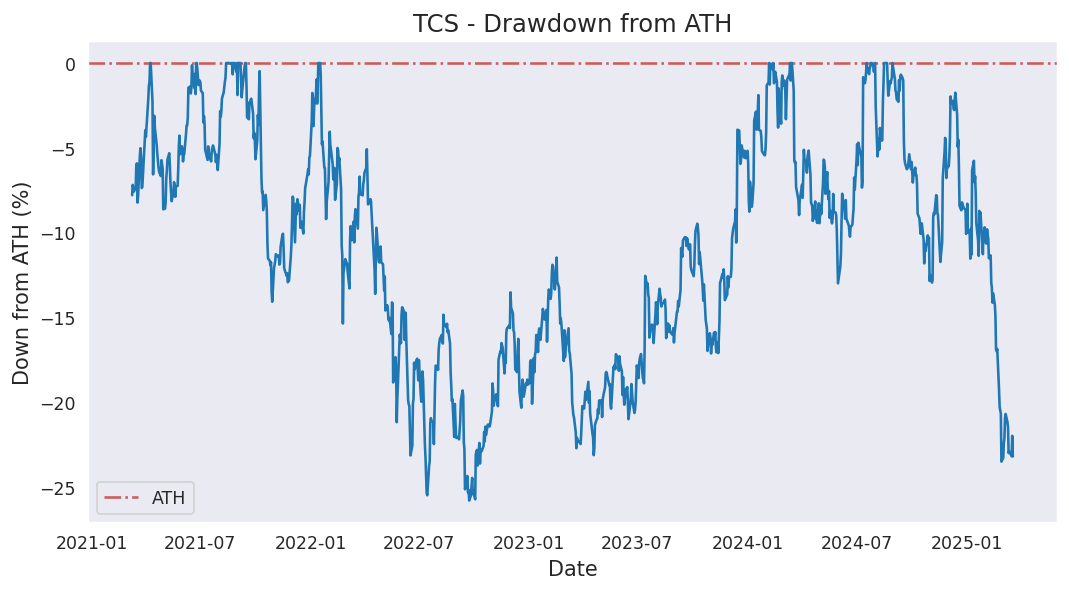 TCS - Drawdown from ATH
Down from ATH (%)
0
−5
−10
−15
−20
−25
ATH
2021-01 2021-07 2022-01 2022-07 2023-01 2023-07 2024-01 2024-07 2025-01
Date